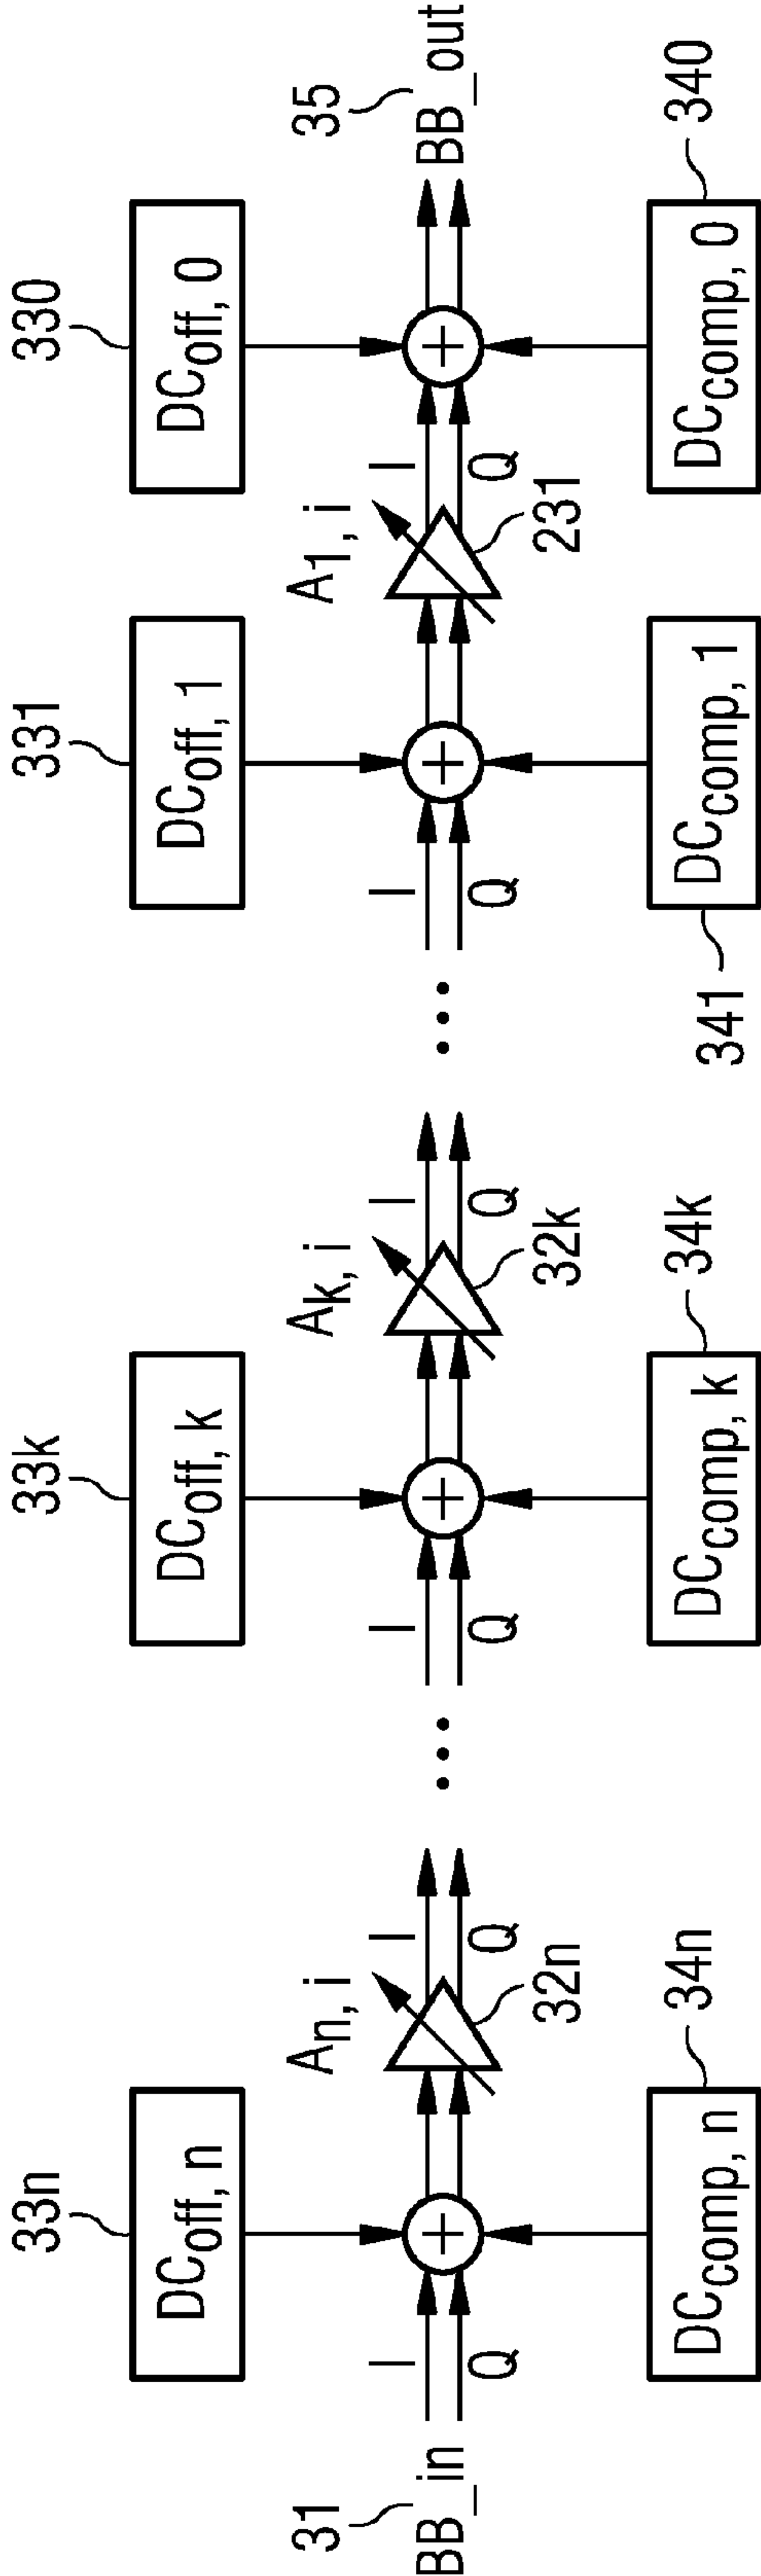 33n
33k
331
330
DCoff, n
DCoff, k
DCoff, 1
DCoff, 0
An, i
Ak, i
A1, i
31
35
BB_in
I
I
I
I
I
I
BB_out
Q
Q
Q
Q
Q
Q
32n
32k
231
34n
34k
341
340
DCcomp, n
DCcomp, k
DCcomp, 1
DCcomp, 0